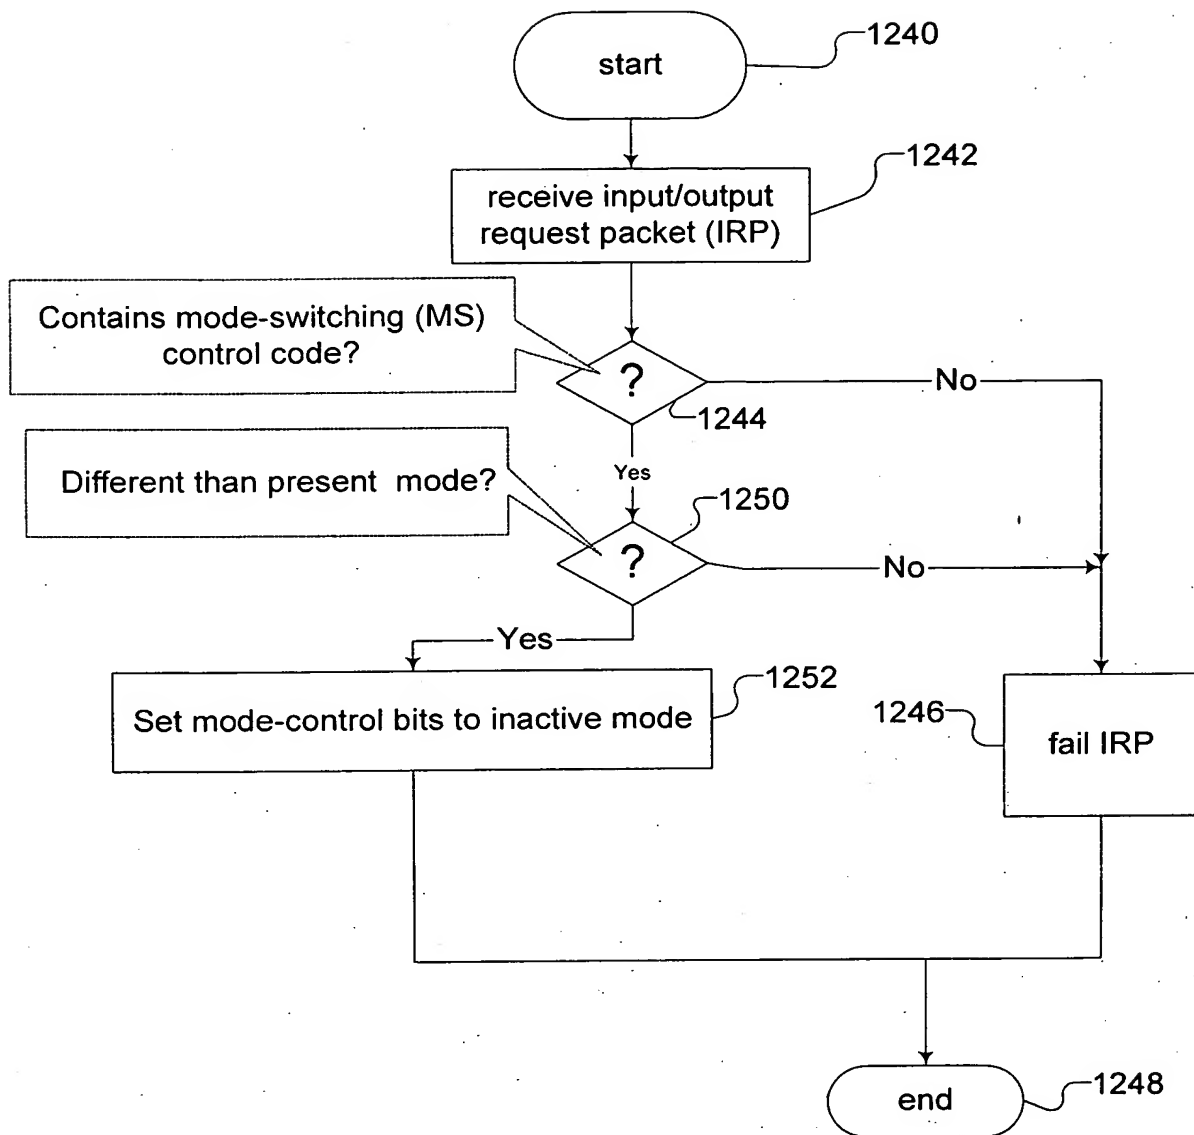 start
1240
receive input/output
request packet (IRP)
1242
Contains mode-switching (MS)
control code?
?
1244
No
Yes
Different than present mode?
?
1250
No
Yes
Set mode-control bits to inactive mode
1252
1246
fail IRP
end
1248